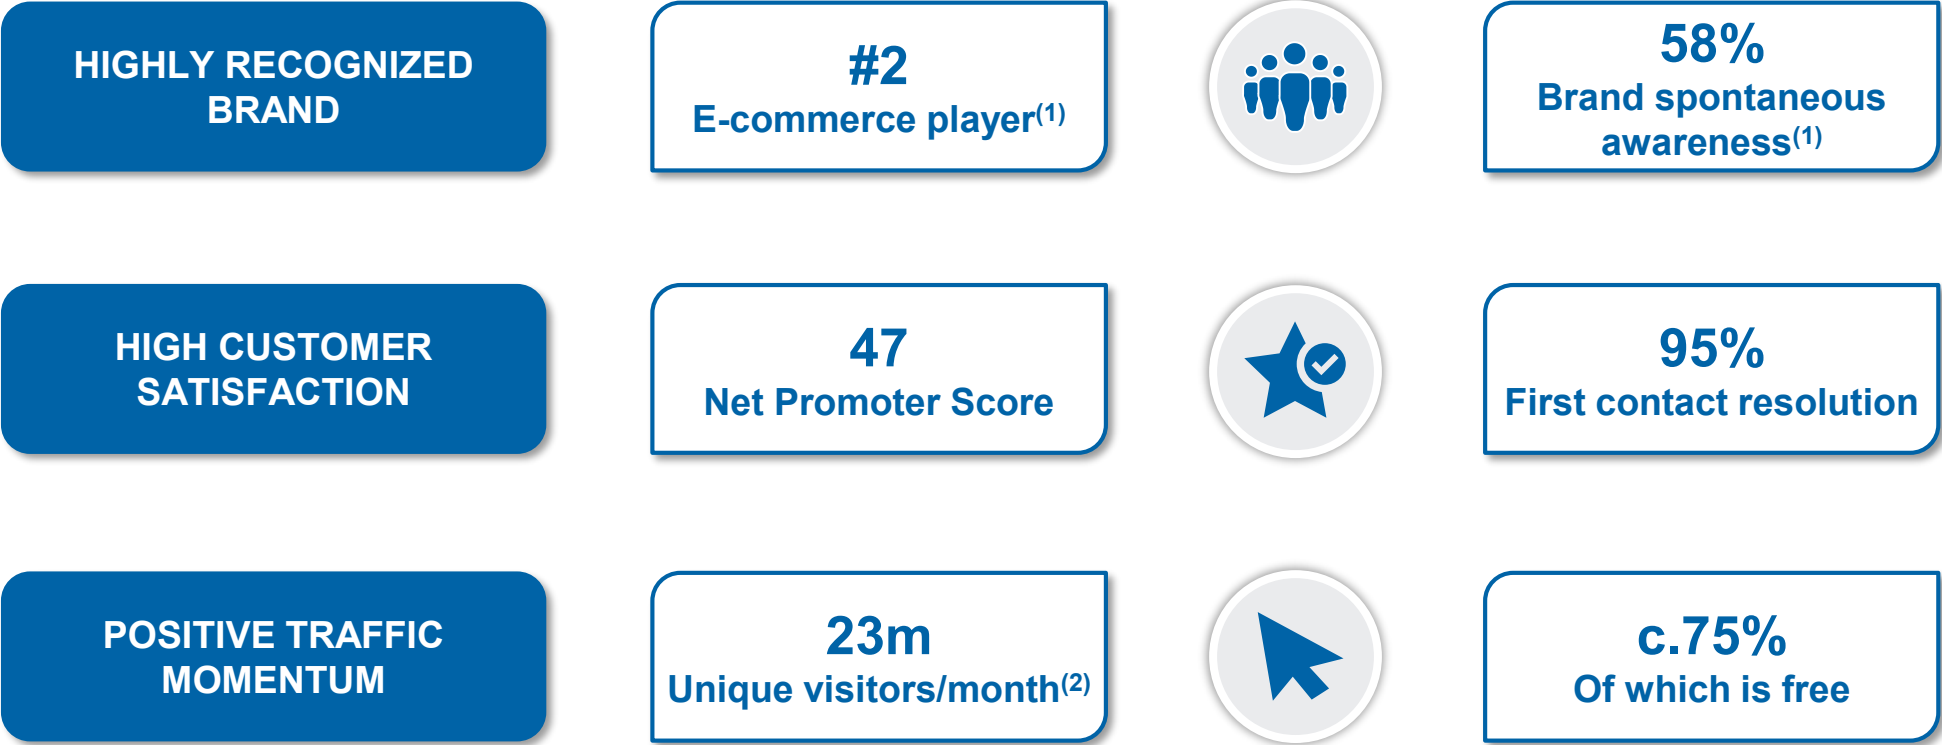 HIGHLY RECOGNIZED
BRAND
#2
E-commerce player(1)
58%
Brand spontaneous
awareness(1)
HIGH CUSTOMER
SATISFACTION
47
Net Promoter Score
95%
First contact resolution
POSITIVE TRAFFIC
MOMENTUM
23m
Unique visitors/month(2)
c.75%
Of which is free